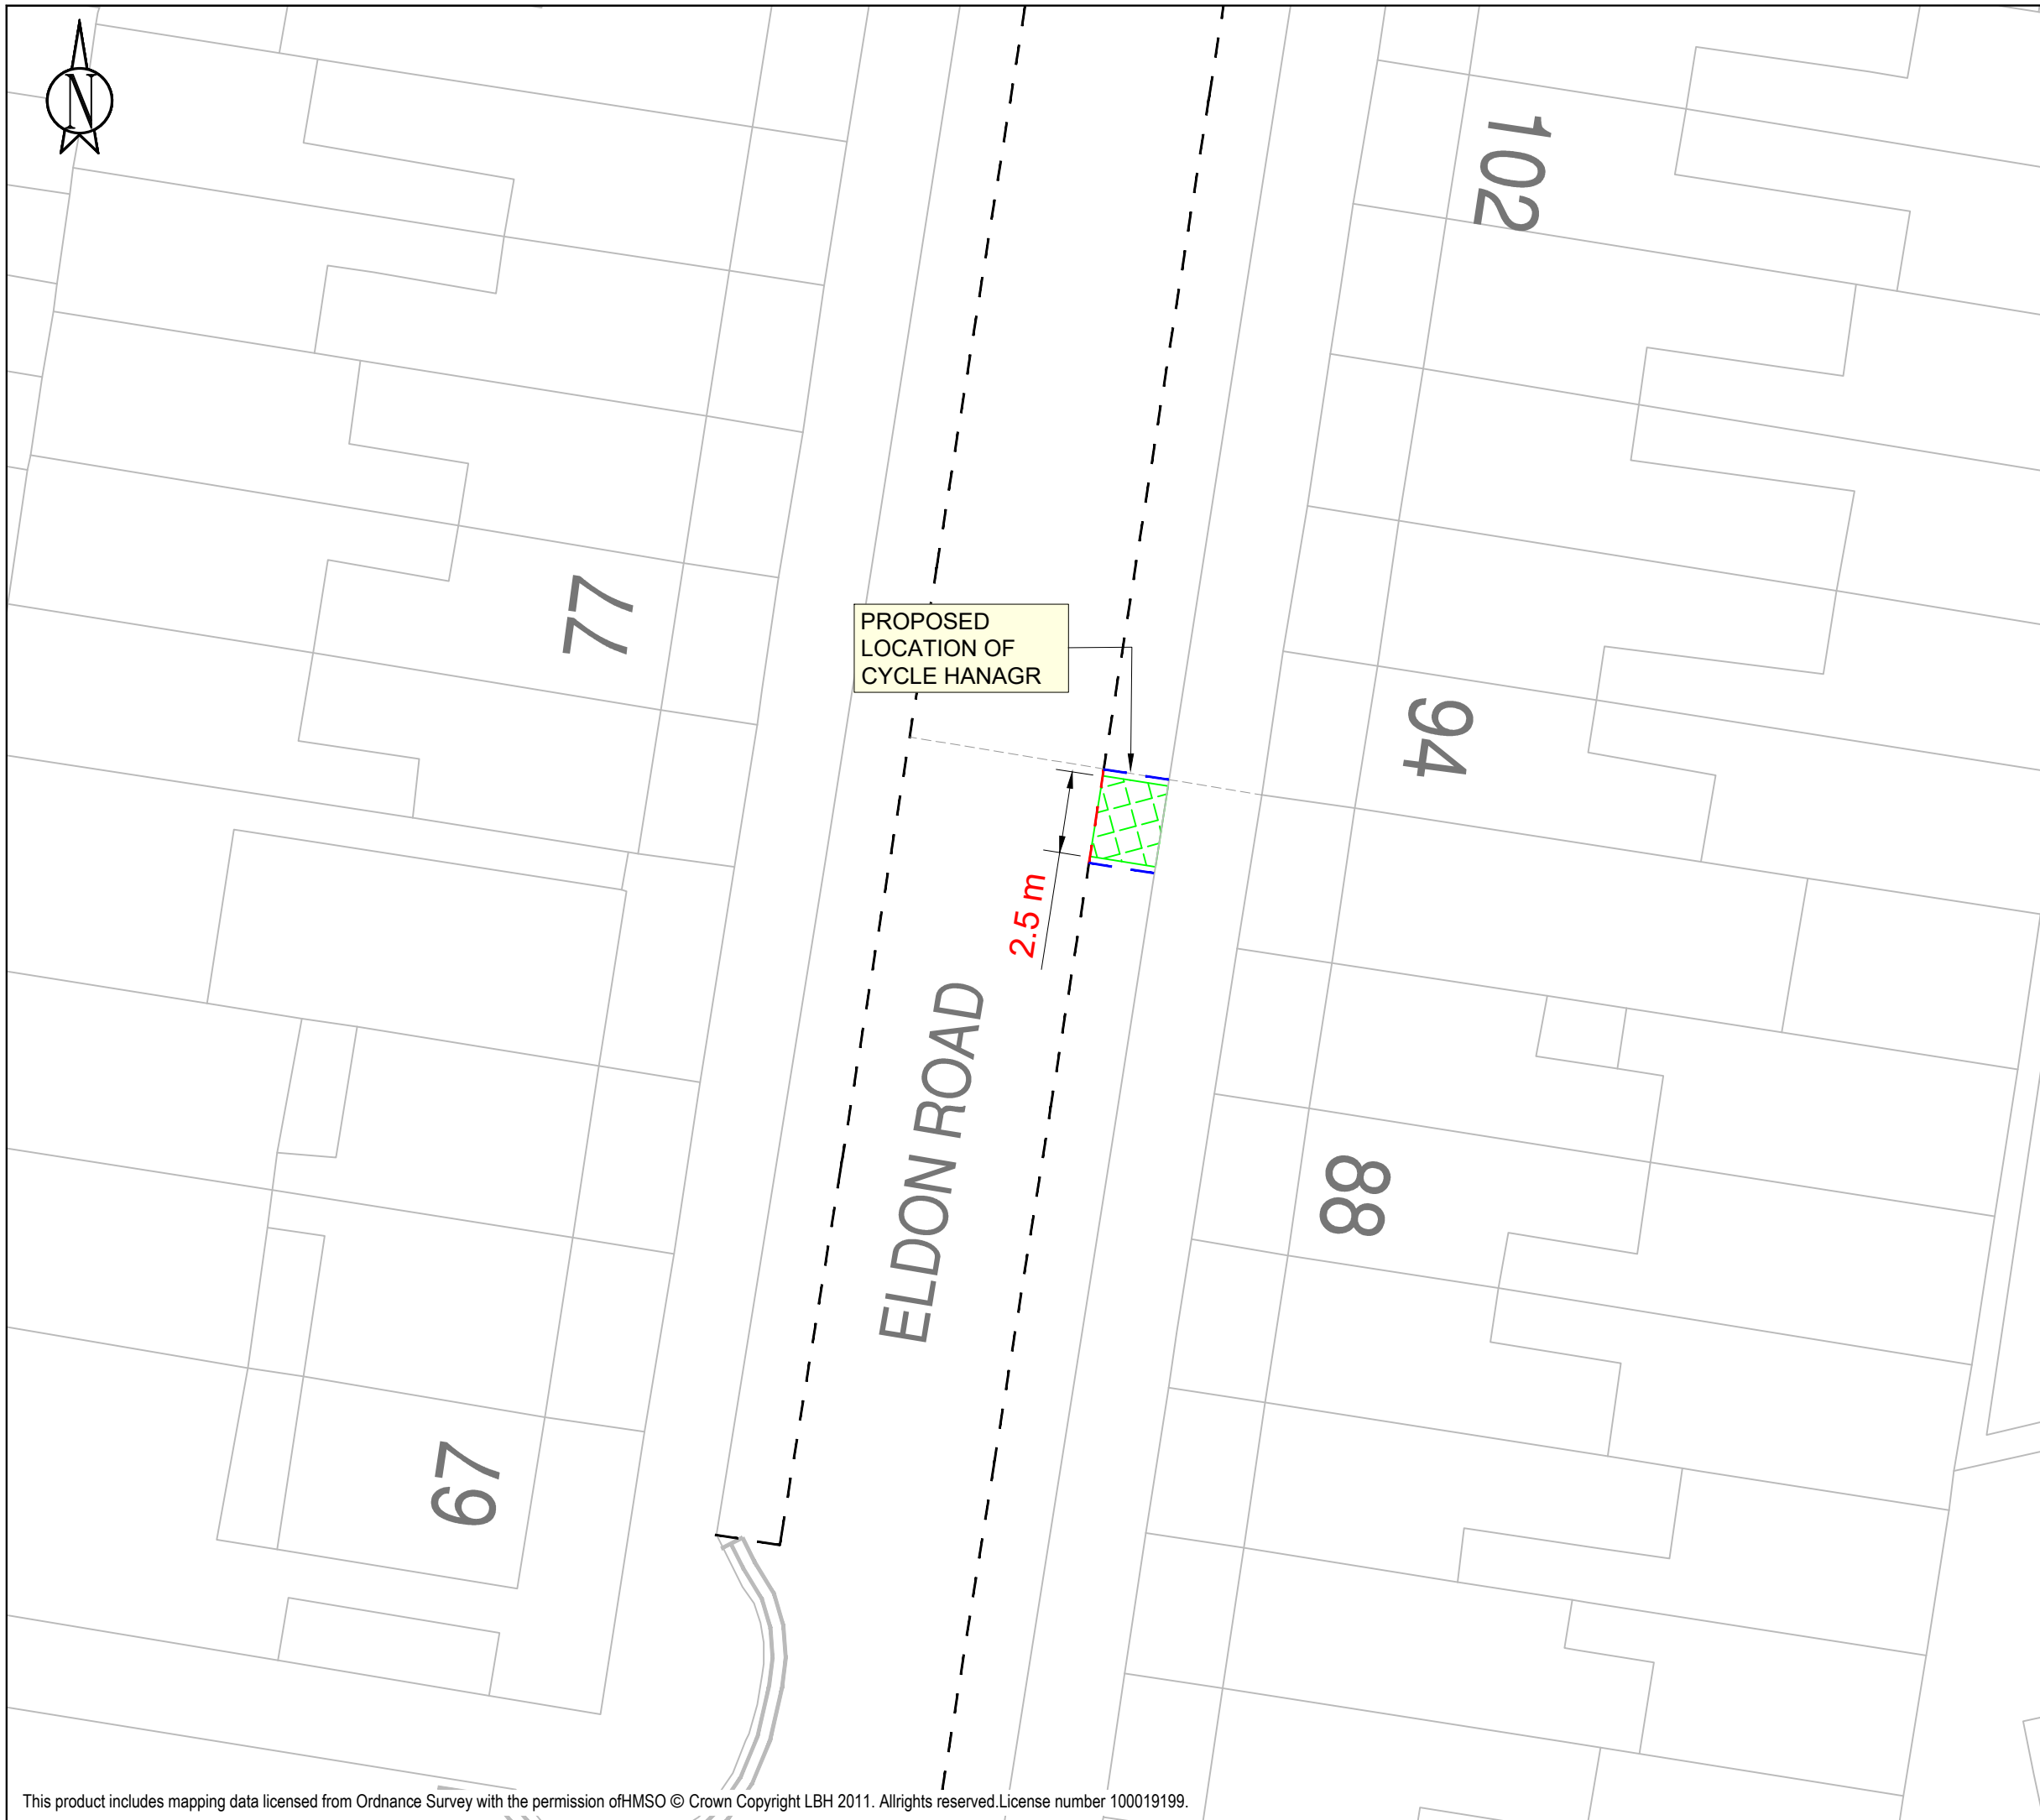 N
102
77
PROPOSED
LOCATION OF
CYCLE HANAGR
94
2.5 m
ELDON ROAD
88
67
This product includes mapping data licensed from Ordnance Survey with the permission ofHMSO © Crown Copyright LBH 2011. Allrights reserved.License number 100019199.